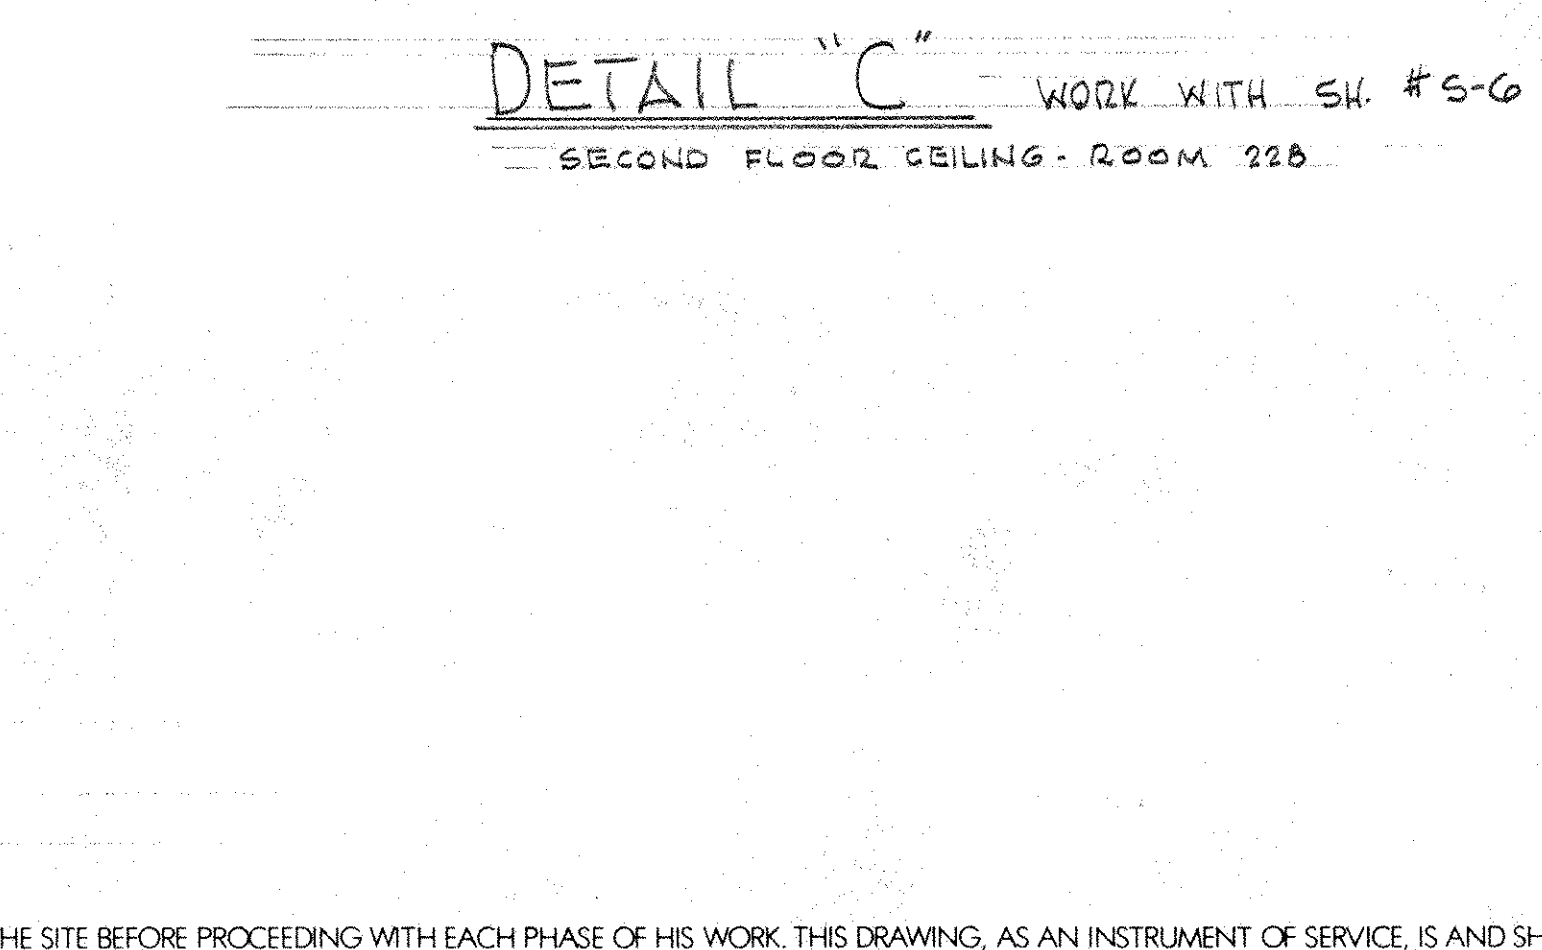 DETAIL "C" WORK WITH SH. #S-6
SECOND FLOOR CEILING - ROOM 228
HE SITE BEFORE PROCEEDING WITH EACH PHASE OF HIS WORK. THIS DRAWING, AS AN INSTRUMENT OF SERVICE, IS AND SH